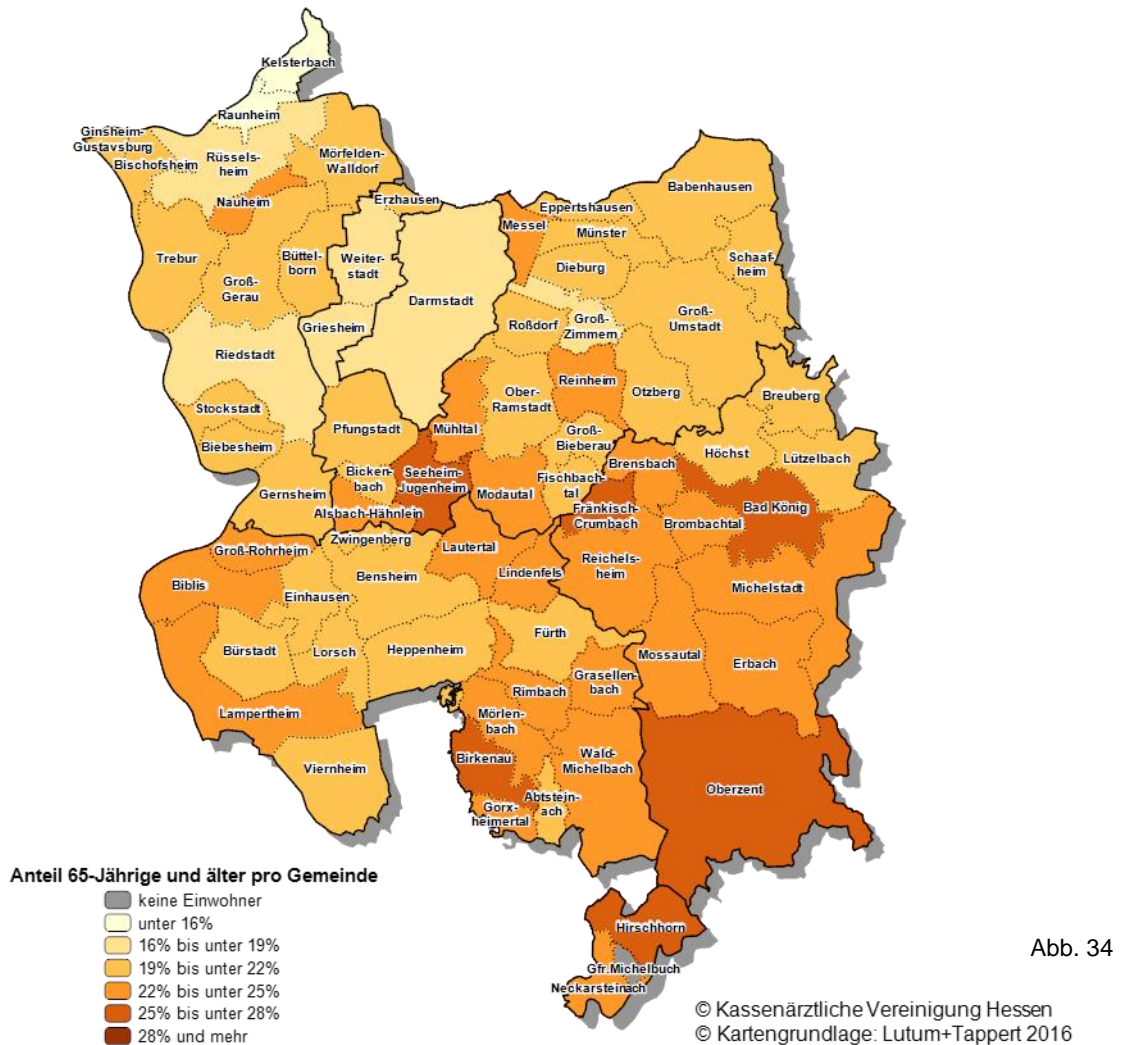 Kelsterbach
Raunheim
Ginsheim-
Gustavsburg
Bischofsheim
Rüssels-
heim
Mörfelden-
Walldorf
Nauheim
Erzhausen
Babenhausen
Eppertshausen
Messel
Münster
Trebur
Büttel-
born
Weiter-
stadt
Dieburg
Schaaf-
heim
Groß-
Gerau
Darmstadt
Groß-
Umstadt
Griesheim
Roßdorf
Groß-
Zimmern
Riedstadt
Reinheim
Ober-
Ramstadt
Otzberg
Breuberg
Stockstadt
Pfungstadt
Mühltal
Groß-
Bieberau
Biebesheim
Höchst
Lützelbach
Bicken-
bach
Seeheim-
Jugenheim
Brensbach
Fischbach-
tal
Gernsheim
Modautal
Bad König
Alsbach-Hähnlein
Fränkisch-
Crumbach
Brombachtal
Zwingenberg
Groß-Rohrheim
Lautertal
Reichels-
heim
Lindenfels
Biblis
Bensheim
Michelstadt
Einhausen
Fürth
Bürstadt
Lorsch
Heppenheim
Mossautal
Erbach
Grasellen-
bach
Rimbach
Lampertheim
Mörlen-
bach
Birkenau
Wald-
Michelbach
Viernheim
Oberzent
Abtstein-
ach
Gorx-
heimertal
Anteil 65-Jährige und älter pro Gemeinde
keine Einwohner
unter 16%
16% bis unter 19%
19% bis unter 22%
22% bis unter 25%
25% bis unter 28%
28% und mehr
Hirschhorn
Gfr.Michelbuch
Neckarsteinach
Abb. 34
© Kassenärztliche Vereinigung Hessen
© Kartengrundlage: Lutum+Tappert 2016